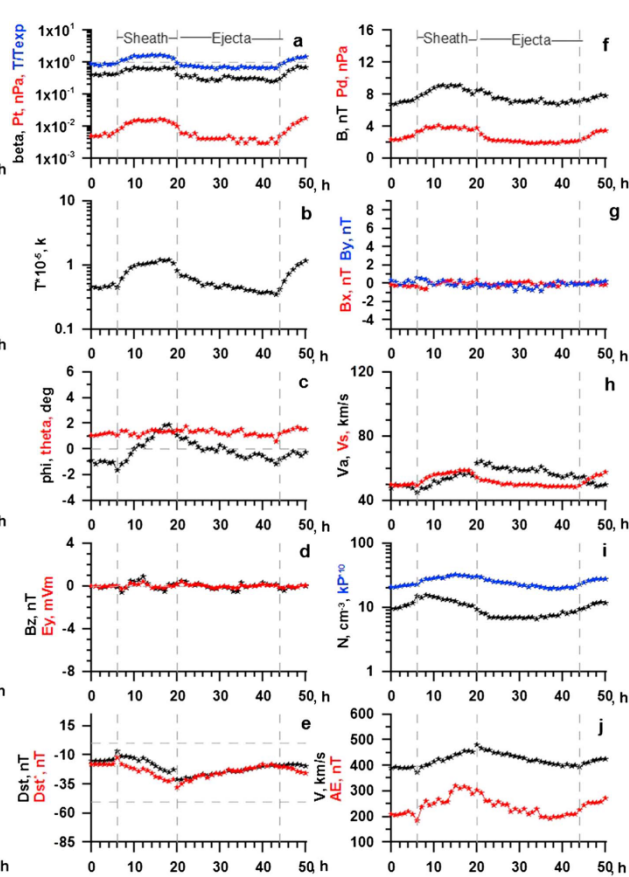 Sheath Ejecta a
1x10¹
1x10⁰
1x10⁻¹
1x10⁻²
1x10⁻³
beta, Pt, nPa, T/Texp
0 10 20 30 40 50, h
h
Sheath Ejecta f
16
12
8
4
0
B, nT Pd, nPa
0 10 20 30 40 50, h
b
10
1
0.1
T*10⁻⁵, k
0 10 20 30 40 50, h
h
g
8
6
4
2
0
-2
-4
Bx, nT By, nT
0 10 20 30 40 50, h
c
6
4
2
0
-2
-4
phi, theta, deg
0 10 20 30 40 50, h
h
h
120
80
40
Va, Vs, km/s
0 10 20 30 40 50, h
d
4
0
-4
-8
Bz, nT
Ey, mVm
0 10 20 30 40 50, h
h
i
100
10
1
N, cm⁻³, kP*10
0 10 20 30 40 50, h
e
15
-10
-35
-60
-85
Dst, nT
Dst*, nT
0 10 20 30 40 50, h
h
j
600
500
400
300
200
100
V, km/s
AE, nT
0 10 20 30 40 50, h